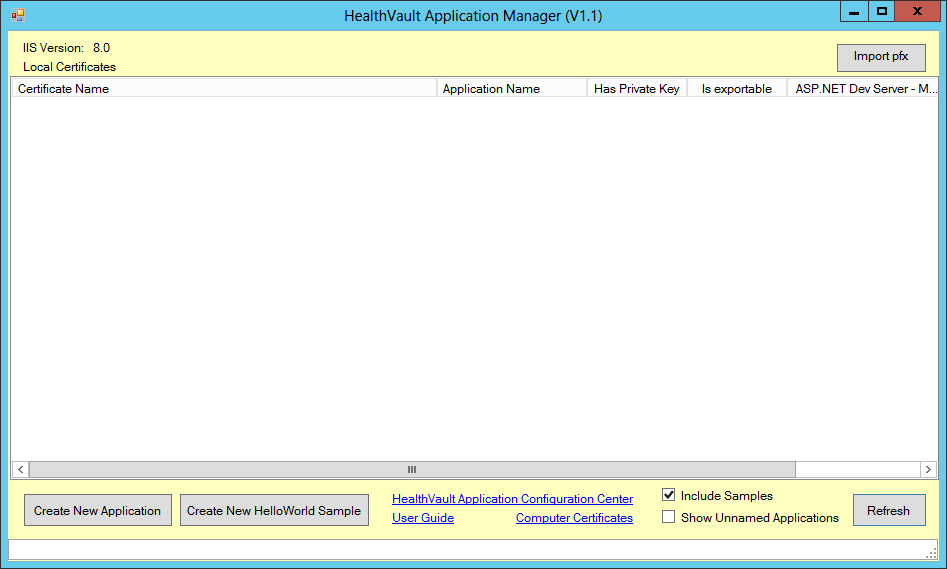 HealthVault Application Manager (V1.1)
IIS Version: 8.0
Local Certificates
Import pfx
Certificate Name Application Name Has Private Key Is exportable ASP.NET Dev Server - M...
Create New Application
Create New HelloWorld Sample
HealthVault Application Configuration Center
User Guide Computer Certificates
Include Samples
Show Unnamed Applications
Refresh